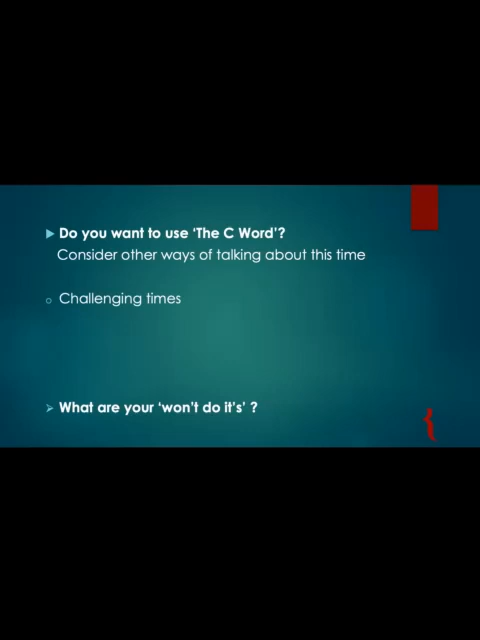 Do you want to use ‘The C Word’?
Consider other ways of talking about this time
Challenging times
What are your ‘won’t do it’s’ ?
{